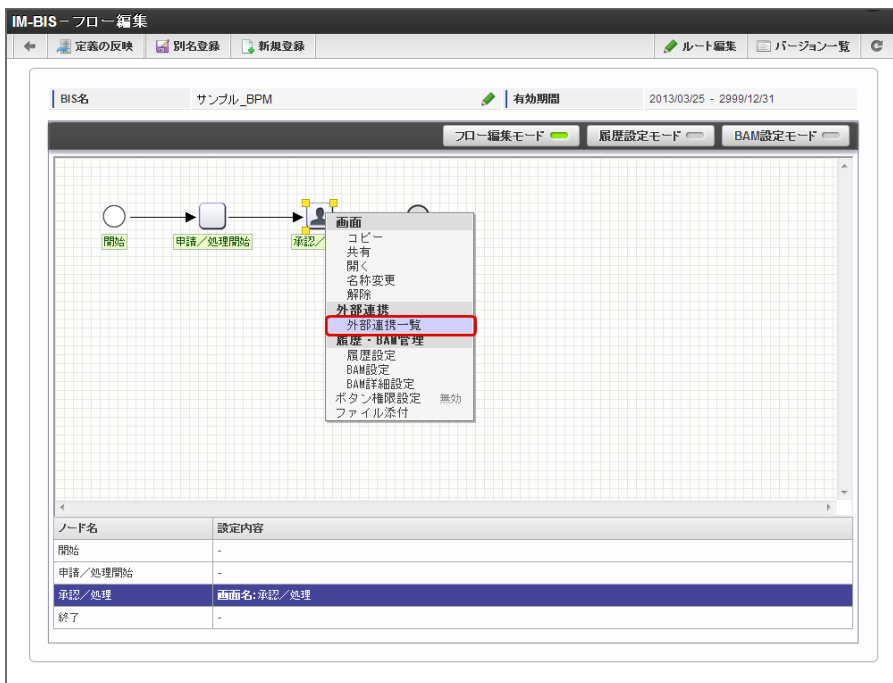 IM-BIS－フロー編集
定義の反映 別名登録 新規登録 ルート編集 バージョン一覧
BIS名 サンプル_BPM 有効期間 2013/03/25 - 2999/12/31
フロー編集モード 履歴設定モード BAM設定モード
開始 申請／処理開始 承認／
画面
コピー
共有
開く
名称変更
解除
外部連携
外部連携一覧
履歴・BAM管理
履歴設定
BAM設定
BAM詳細設定
ボタン権限設定 無効
ファイル添付
ノード名 設定内容
開始 -
申請／処理開始 -
承認／処理 画面名:承認／処理
終了 -